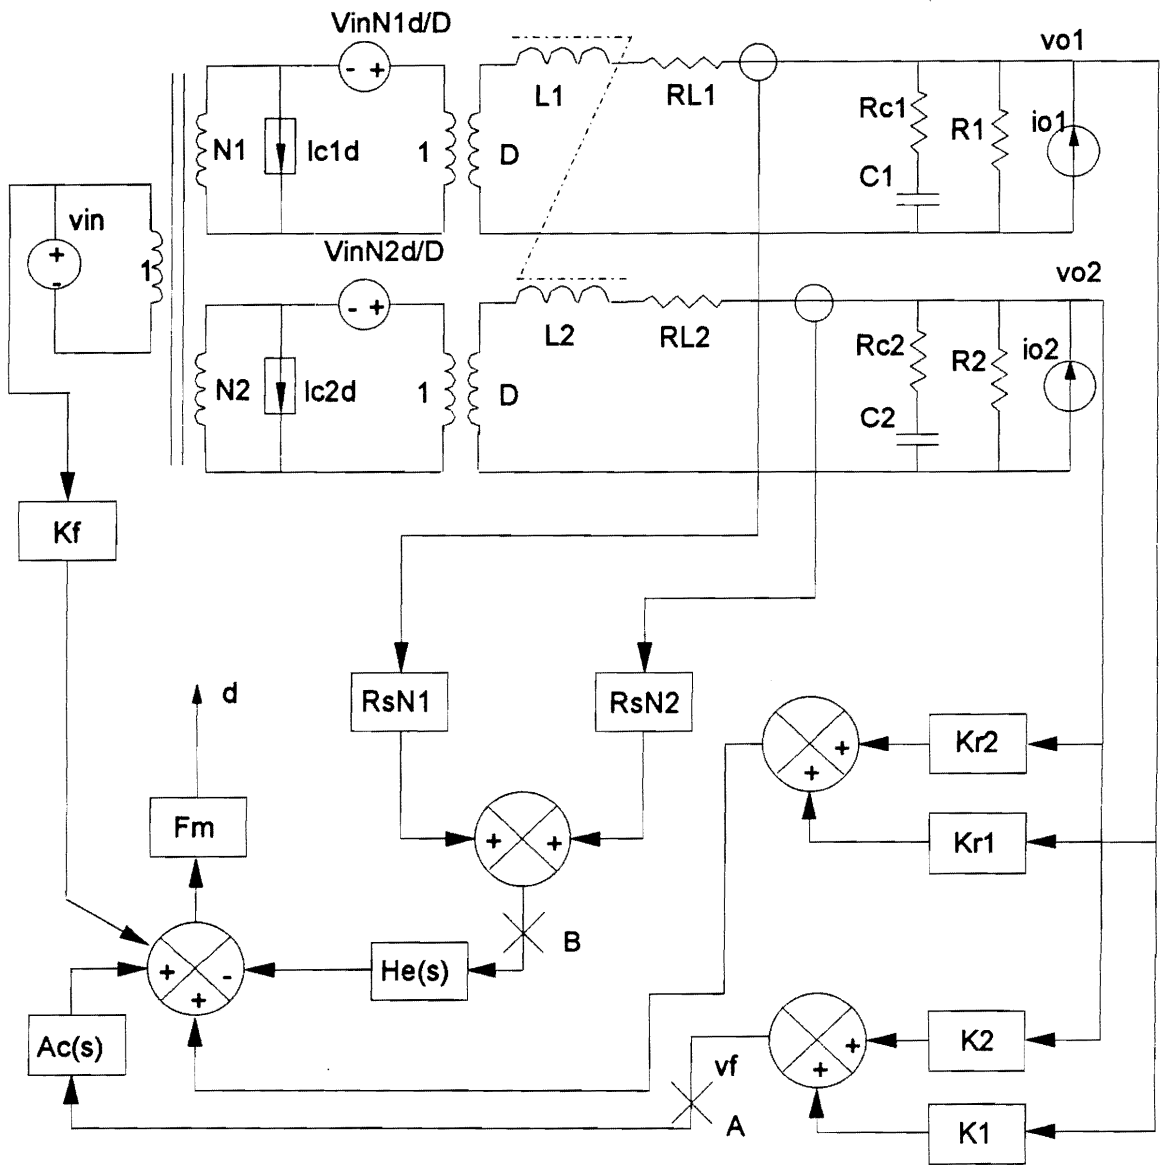 VinN1d/D
vo1
L1
RL1
Rc1
R1
io1
N1
Ic1d
1
D
C1
vin
+
-
1
VinN2d/D
vo2
L2
RL2
Rc2
R2
io2
N2
Ic2d
1
D
C2
- +
- +
Kf
RsN1
RsN2
d
Kr2
+
+
Fm
Kr1
+ +
B
He(s)
+ -
+
Ac(s)
K2
+
+
vf
A
K1